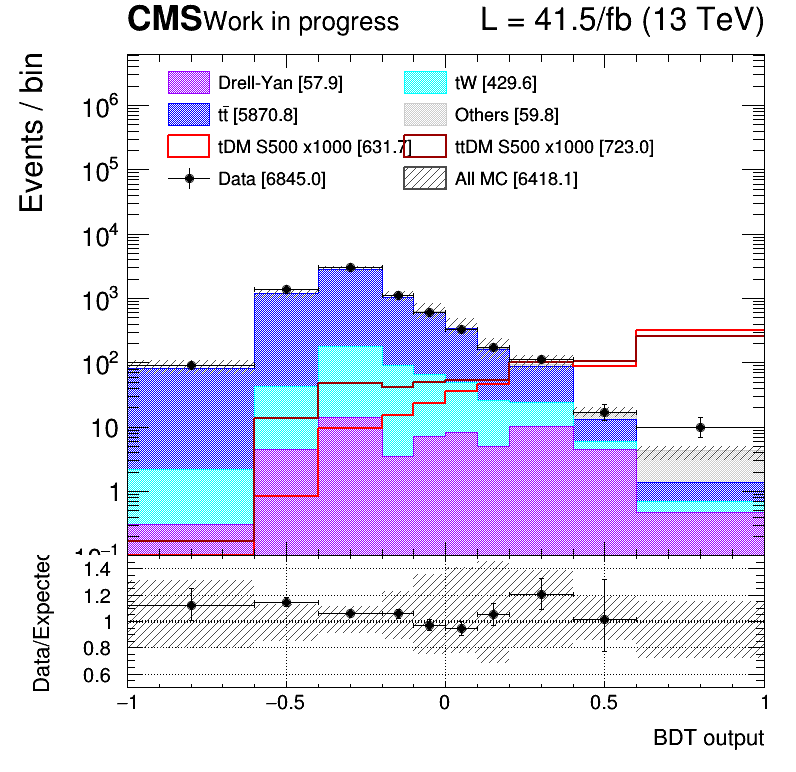 CMS Work in progress L = 41.5/fb (13 TeV)
Events / bin
Drell-Yan [57.9] tW [429.6]
tt̄ [5870.8] Others [59.8]
tDM S500 x1000 [631.7] ttDM S500 x1000 [723.0]
Data [6845.0] All MC [6418.1]
10⁶
10⁵
10⁴
10³
10²
10
1
10⁻¹
Data/Expected
1.4
1.2
1
0.8
0.6
−1 −0.5 0 0.5 1
BDT output